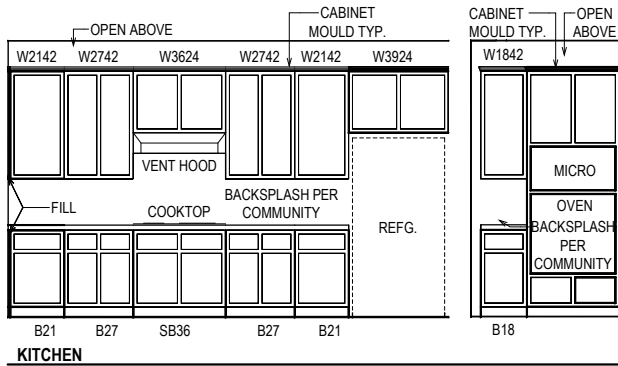 CABINET
MOULD TYP.
OPEN ABOVE
W2142 W2742 W3624 W2742 W2142 W3924
VENT HOOD
FILL
COOKTOP
BACKSPLASH PER
COMMUNITY
REFG.
B21 B27 SB36 B27 B21
CABINET
MOULD TYP.
OPEN
ABOVE
W1842
MICRO
OVEN
BACKSPLASH
PER
COMMUNITY
B18
KITCHEN